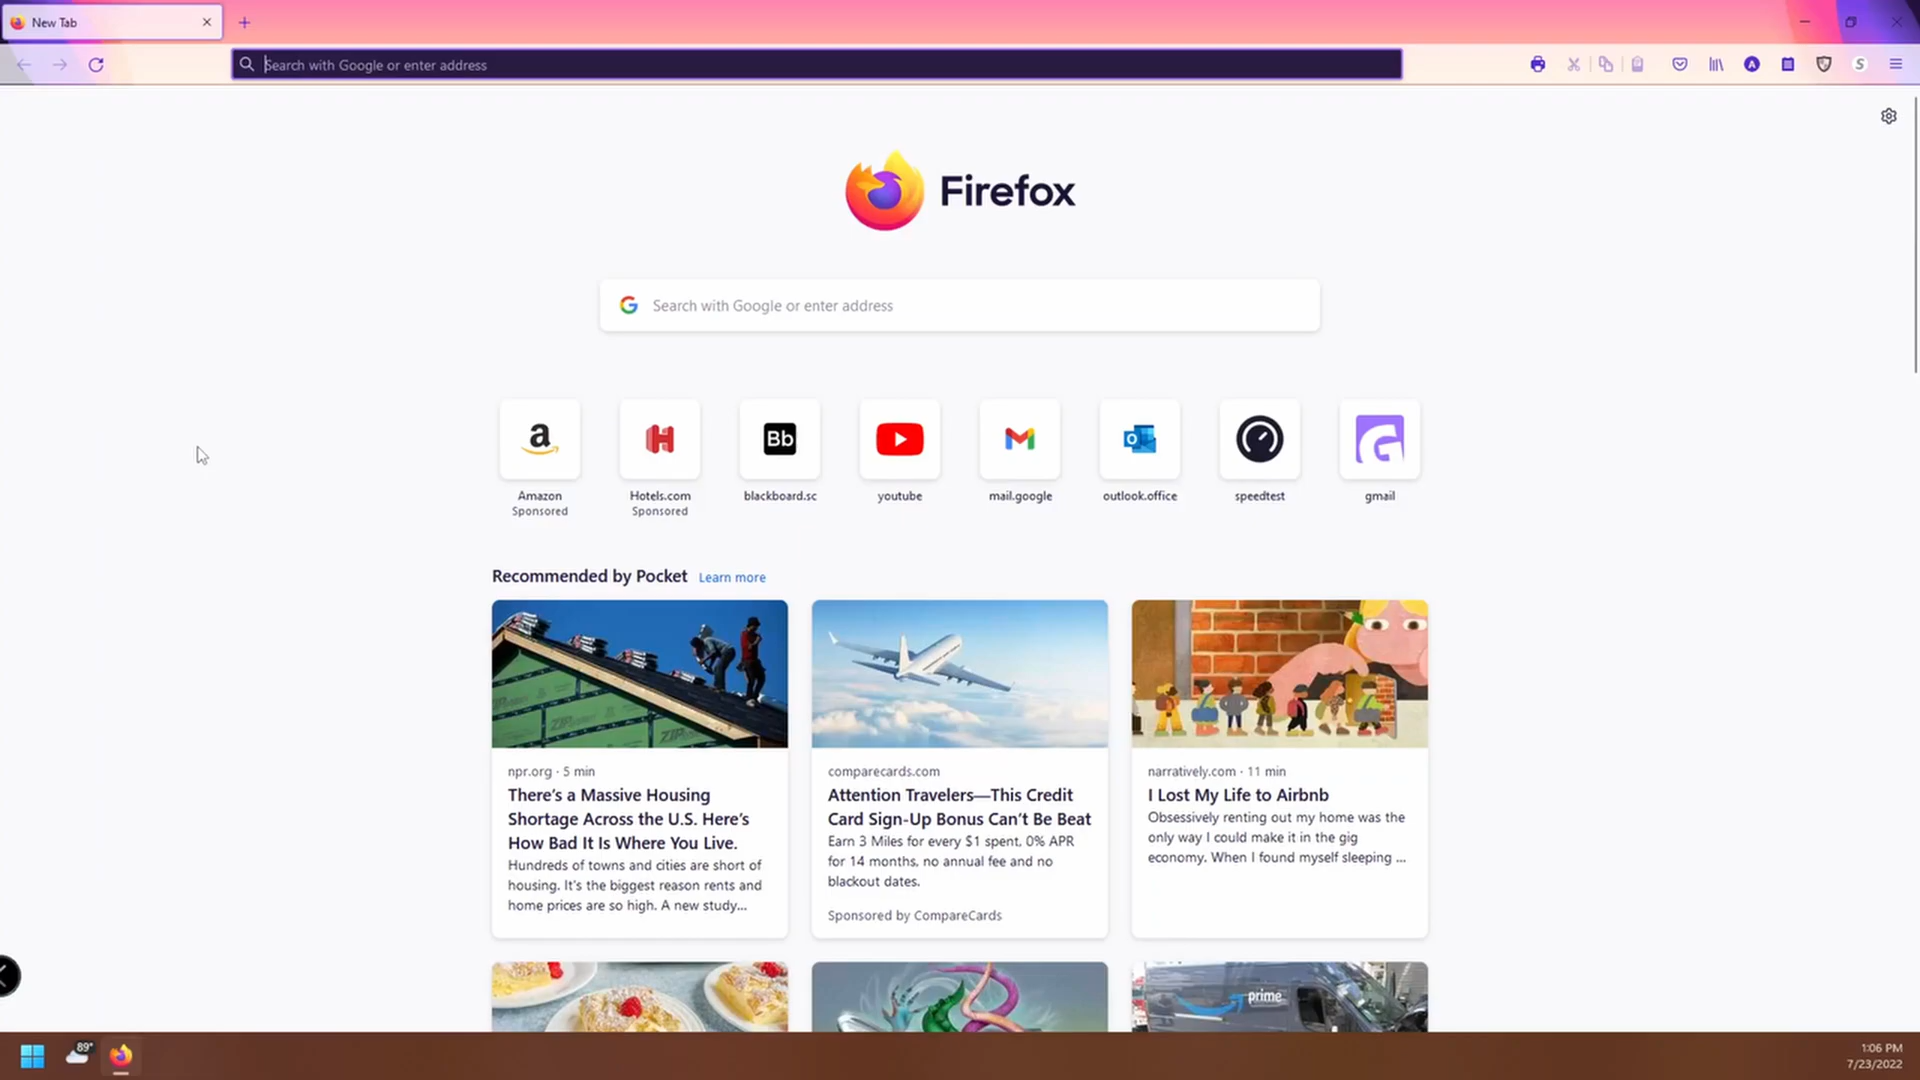 New Tab
Search with Google or enter address
Firefox
Search with Google or enter address
Bb
Amazon
Sponsored
Hotels.com
Sponsored
blackboard.sc
youtube
mail.google
outlook.office
speedtest
gmail
Recommended by Pocket Learn more
npr.org · 5 min
There's a Massive Housing
Shortage Across the U.S. Here's
How Bad It Is Where You Live.
Hundreds of towns and cities are short of
housing. It's the biggest reason rents and
home prices are so high. A new study...
comparecards.com
Attention Travelers—This Credit
Card Sign-Up Bonus Can't Be Beat
Earn 3 Miles for every $1 spent, 0% APR
for 14 months, no annual fee and no
blackout dates.
Sponsored by CompareCards
narratively.com · 11 min
I Lost My Life to Airbnb
Obsessively renting out my home was the
only way I could make it in the gig
economy. When I found myself sleeping ...
prime
89°
1:06 PM
7/23/2022